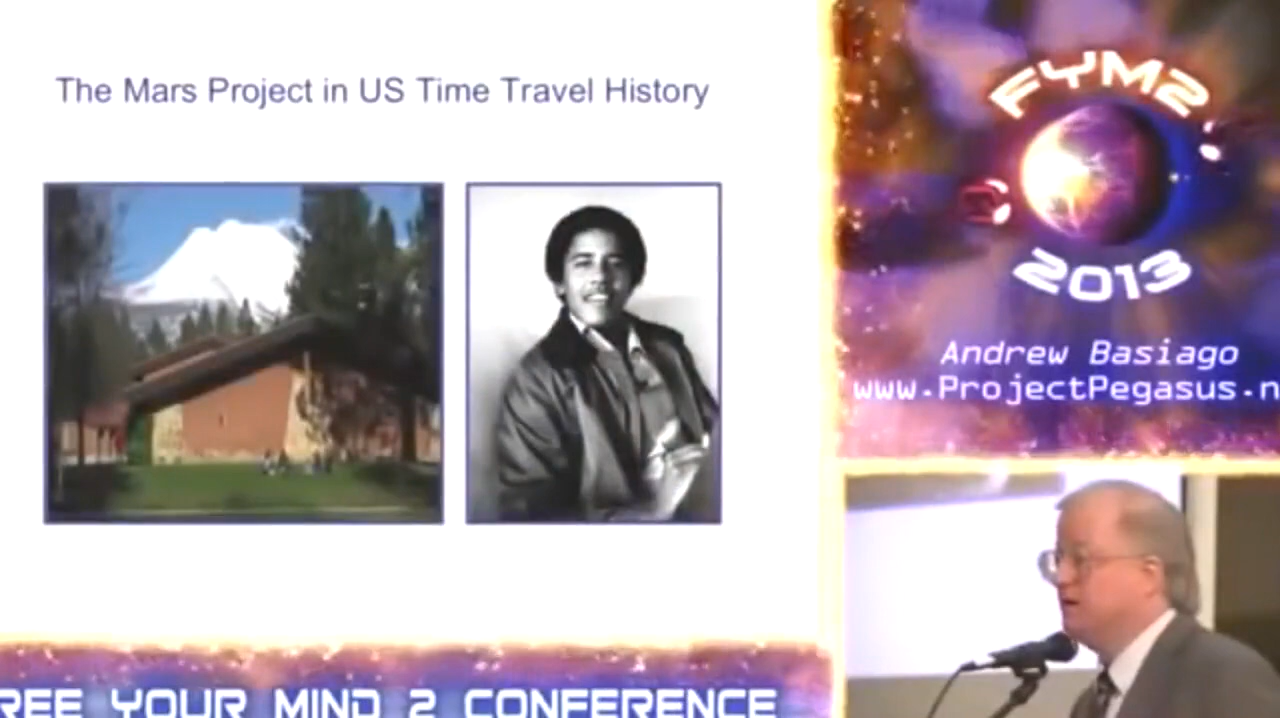 The Mars Project in US Time Travel History
FYM2
2013
Andrew Basiago
www.ProjectPegasus.n
REE YOUR MIND 2 CONFERENCE